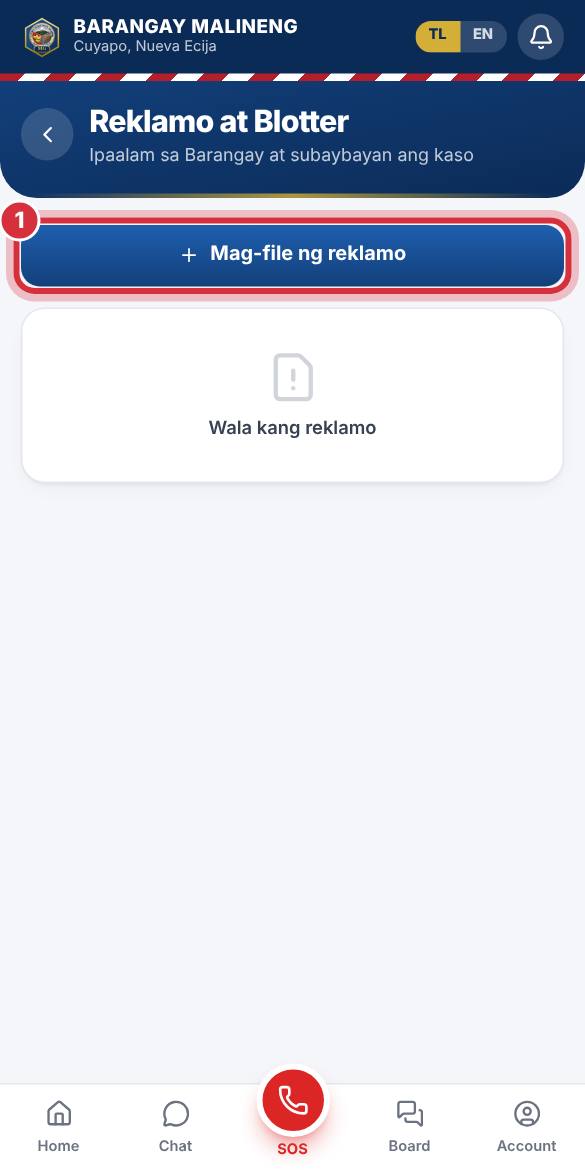 BARANGAY MALINENG
Cuyapo, Nueva Ecija
TL
EN
Reklamo at Blotter
Ipaalam sa Barangay at subaybayan ang kaso
1
+ Mag-file ng reklamo
Wala kang reklamo
Home
Chat
SOS
Board
Account